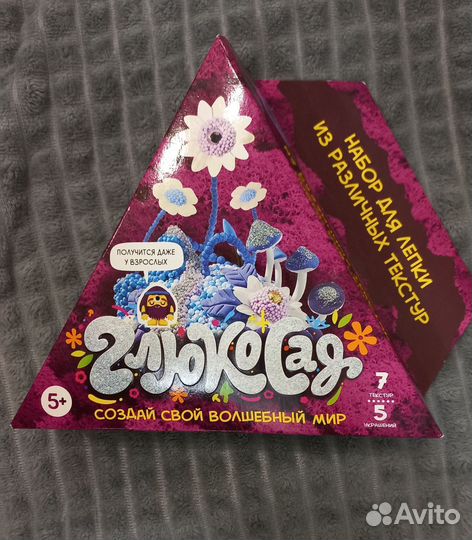 НАБОР ДЛЯ ЛЕПКИ
ИЗ РАЗЛИЧНЫХ ТЕКСТУР
ПОЛУЧИТСЯ ДАЖЕ
У ВЗРОСЛЫХ
ГлюкоСад
5+
СОЗДАЙ СВОЙ ВОЛШЕБНЫЙ МИР
7
ТЕКСТУР
5
УКРАШЕНИЙ
Avito